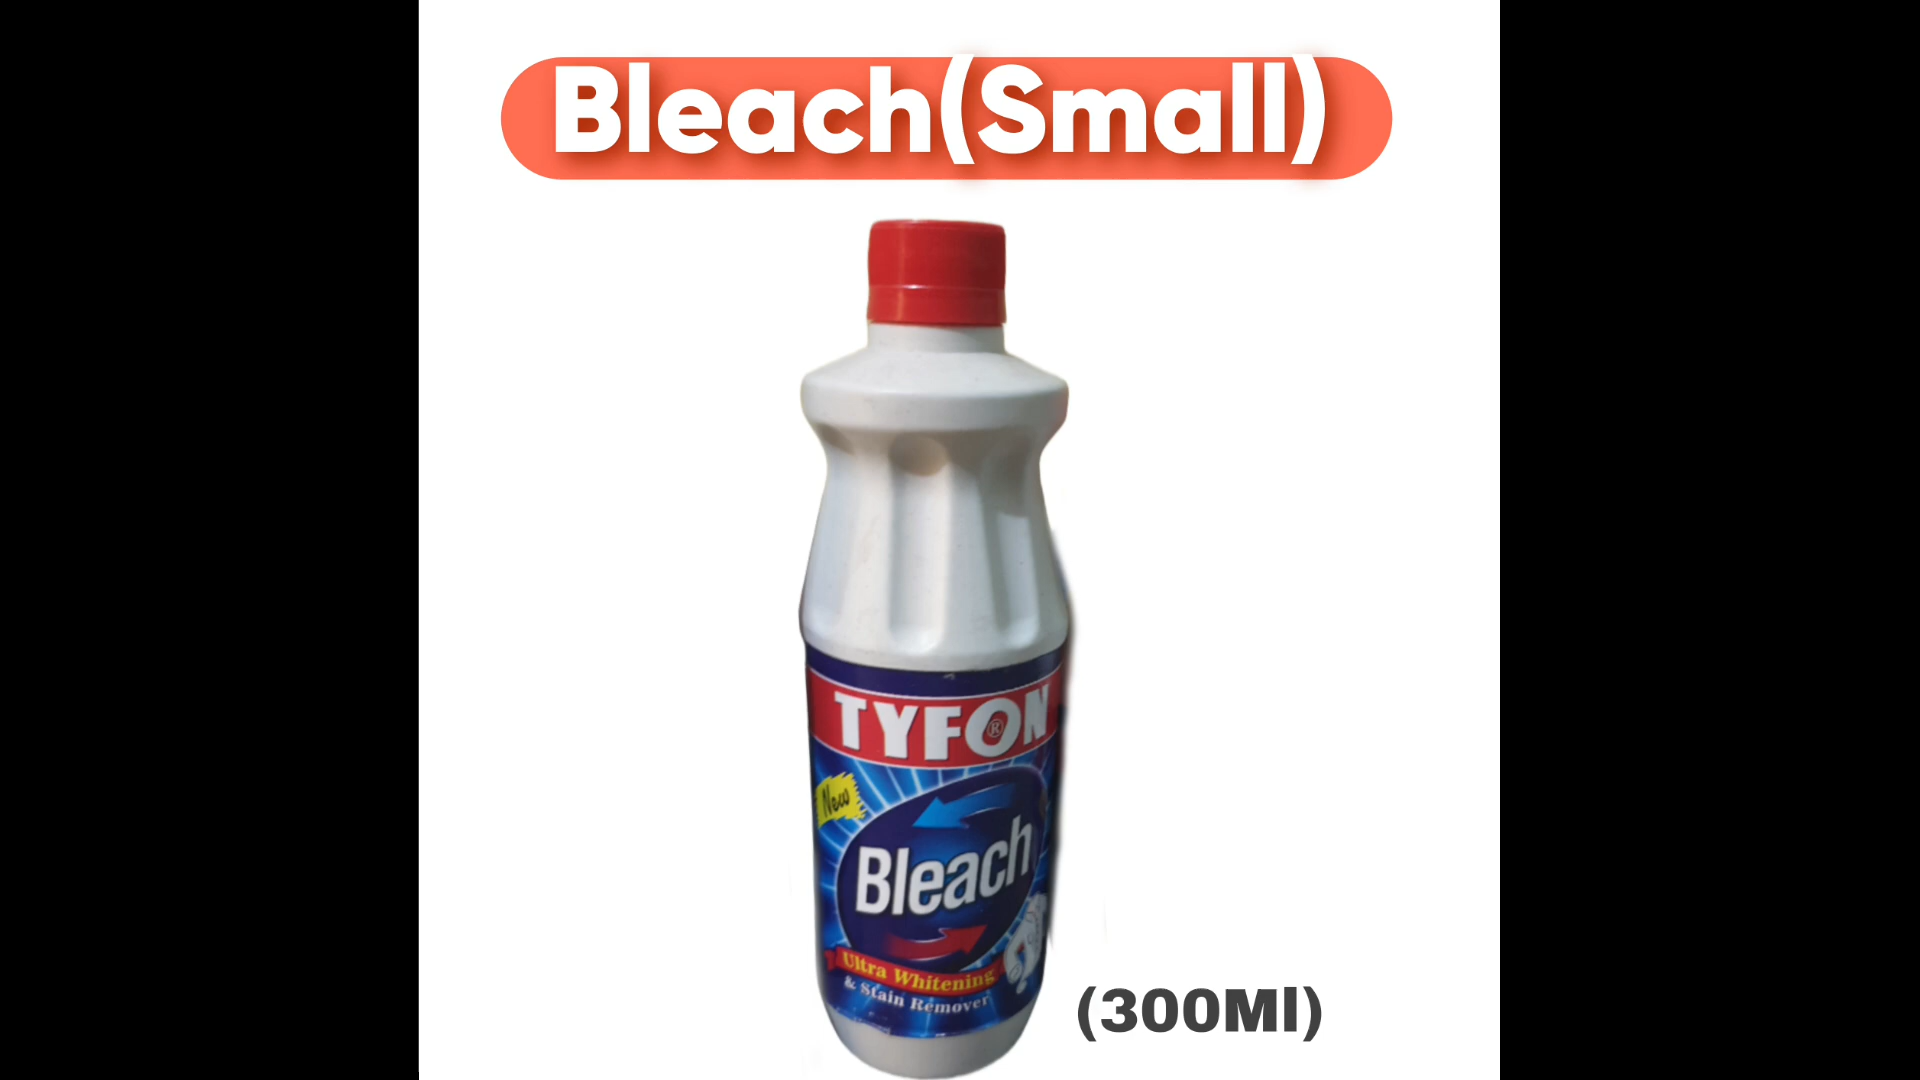 Bleach(Small)
TYFON
®
New
Bleach
Ultra Whitening
& Stain Remover
(300Ml)